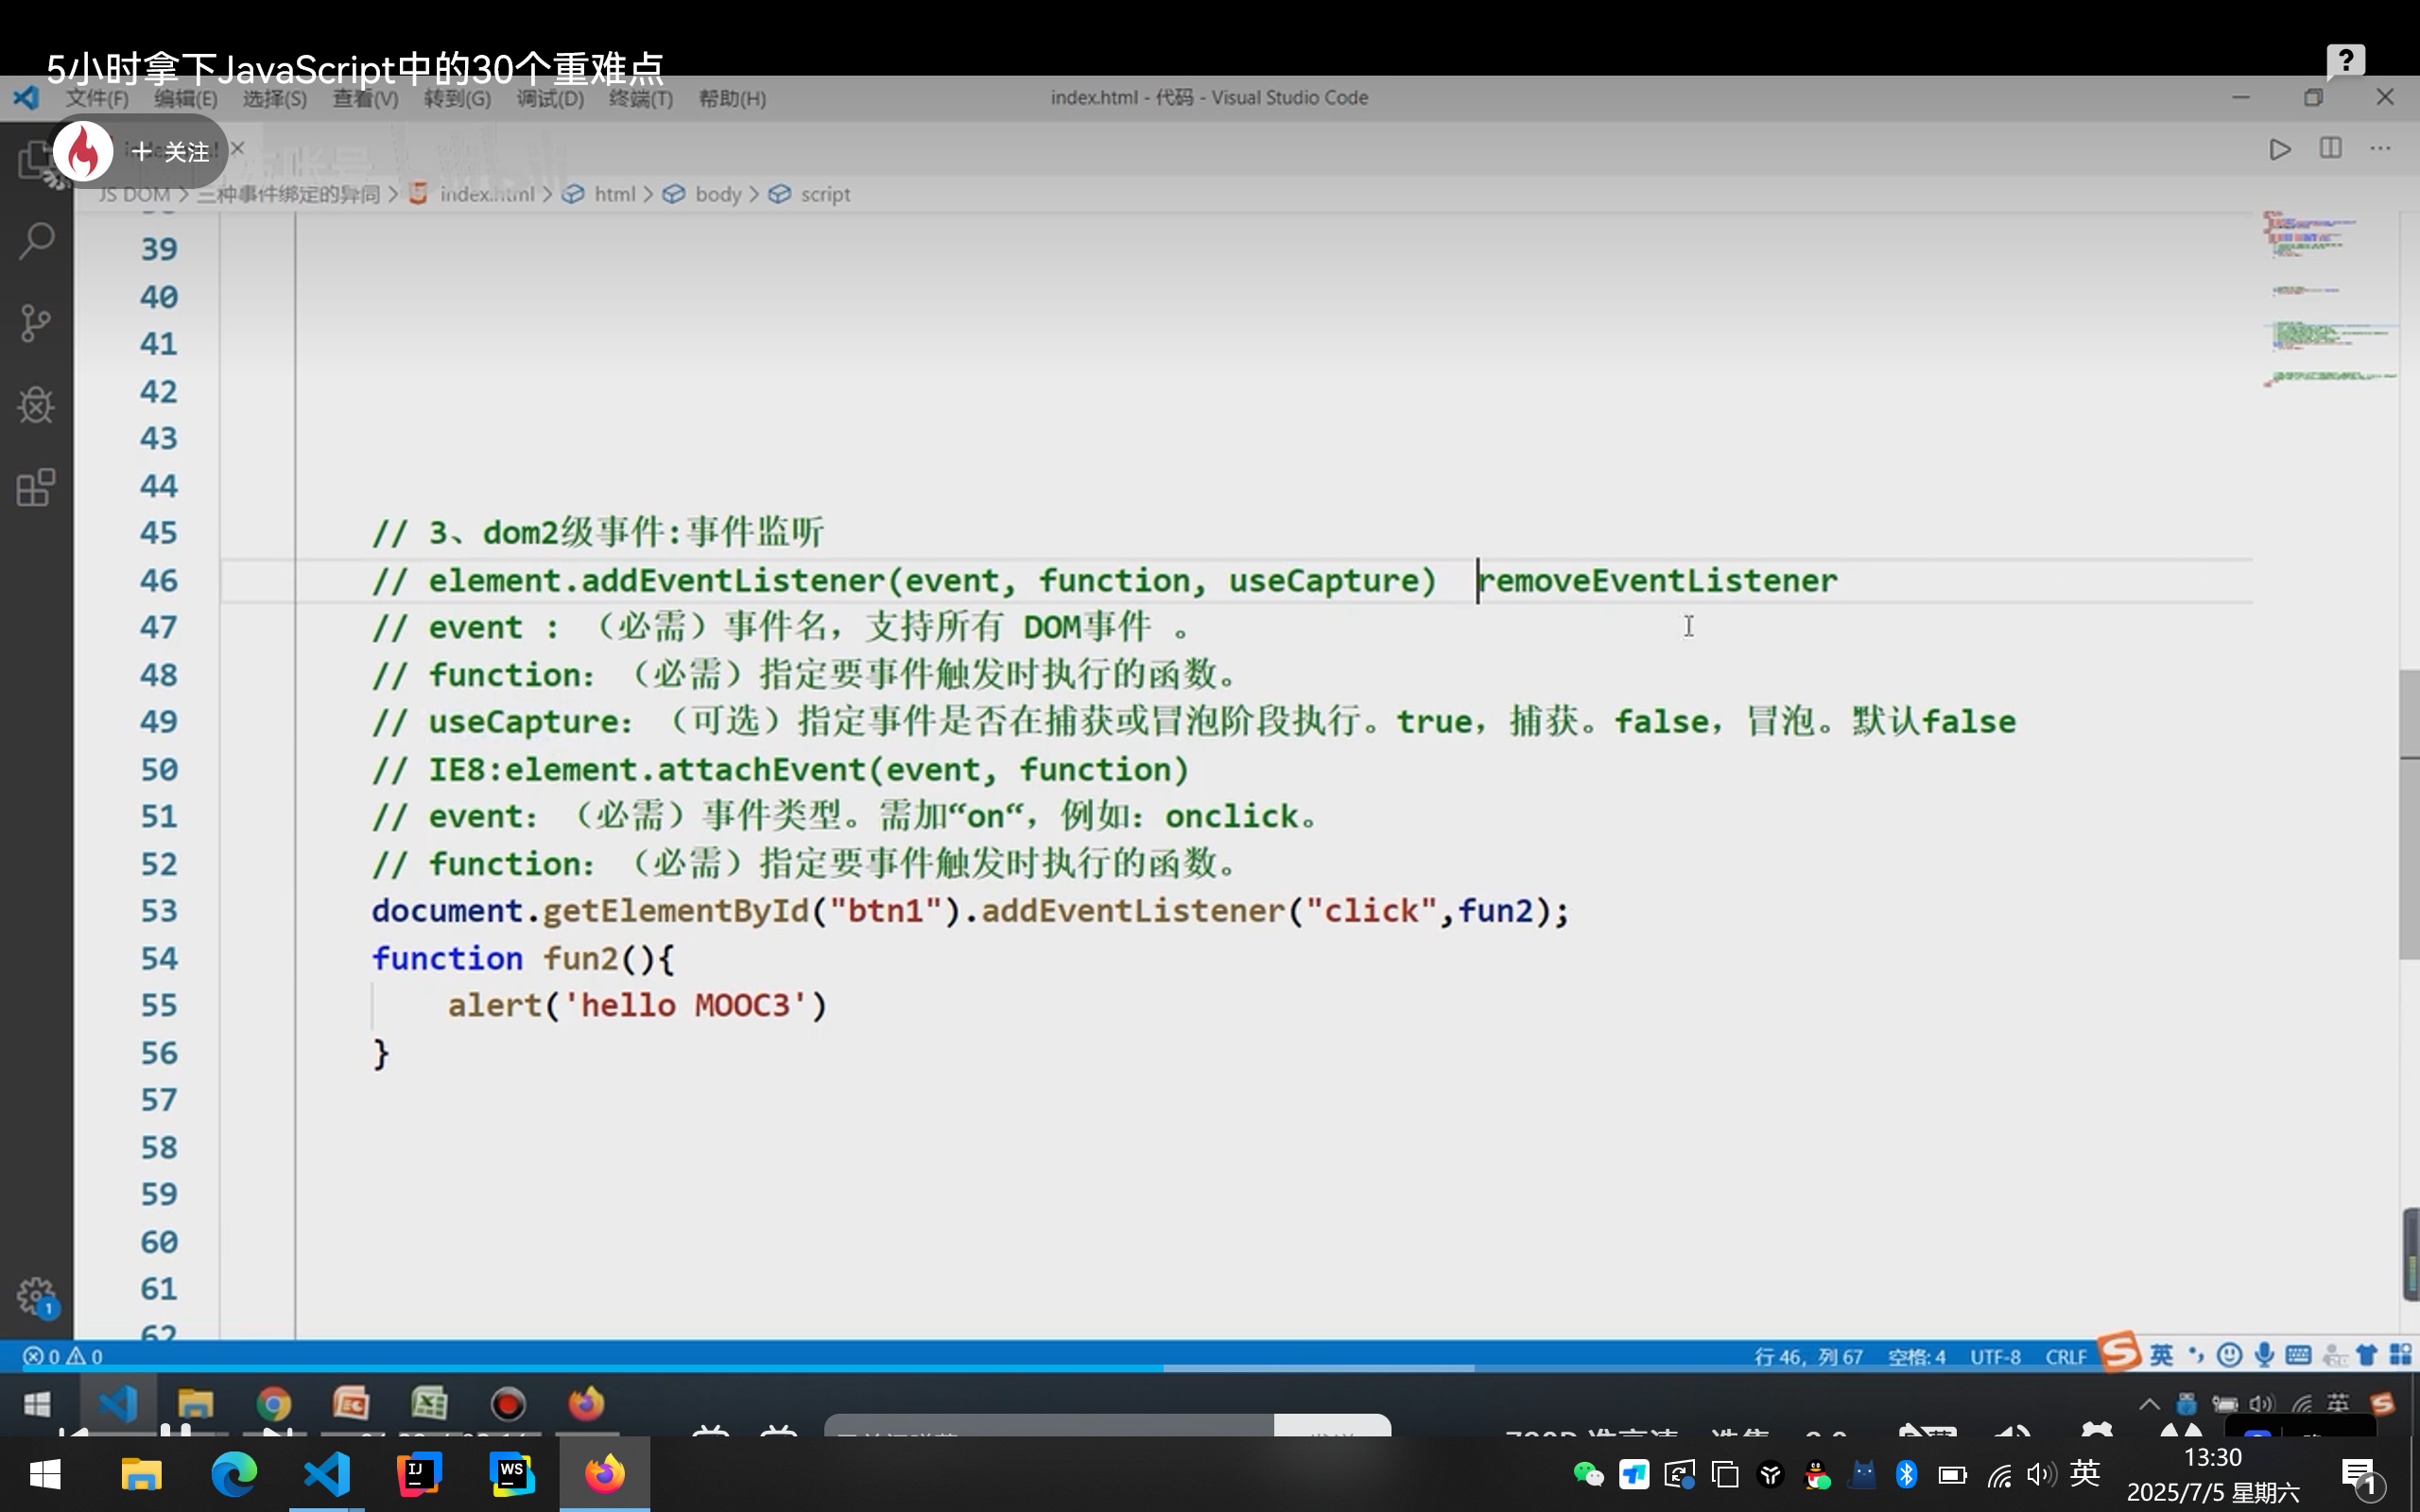 5小时拿下JavaScript中的30个重难点
文件(F) 编辑(E) 选择(S) 查看(V) 转到(G) 调试(D) 终端(T) 帮助(H)
index.html - 代码 - Visual Studio Code
+ 关注
JS DOM > 三种事件绑定的异同 > index.html > html > body > script
39
40
41
42
43
44
45 // 3、dom2级事件:事件监听
46 // element.addEventListener(event, function, useCapture) removeEventListener
47 // event : （必需）事件名，支持所有 DOM事件 。
48 // function：（必需）指定要事件触发时执行的函数。
49 // useCapture：（可选）指定事件是否在捕获或冒泡阶段执行。true，捕获。false，冒泡。默认false
50 // IE8:element.attachEvent(event, function)
51 // event：（必需）事件类型。需加“on“，例如：onclick。
52 // function：（必需）指定要事件触发时执行的函数。
53 document.getElementById("btn1").addEventListener("click",fun2);
54 function fun2(){
55 alert('hello MOOC3')
56 }
57
58
59
60
61
62
0 0
行 46，列 67 空格: 4 UTF-8 CRLF
英
英
13:30
英
2025/7/5 星期六
1